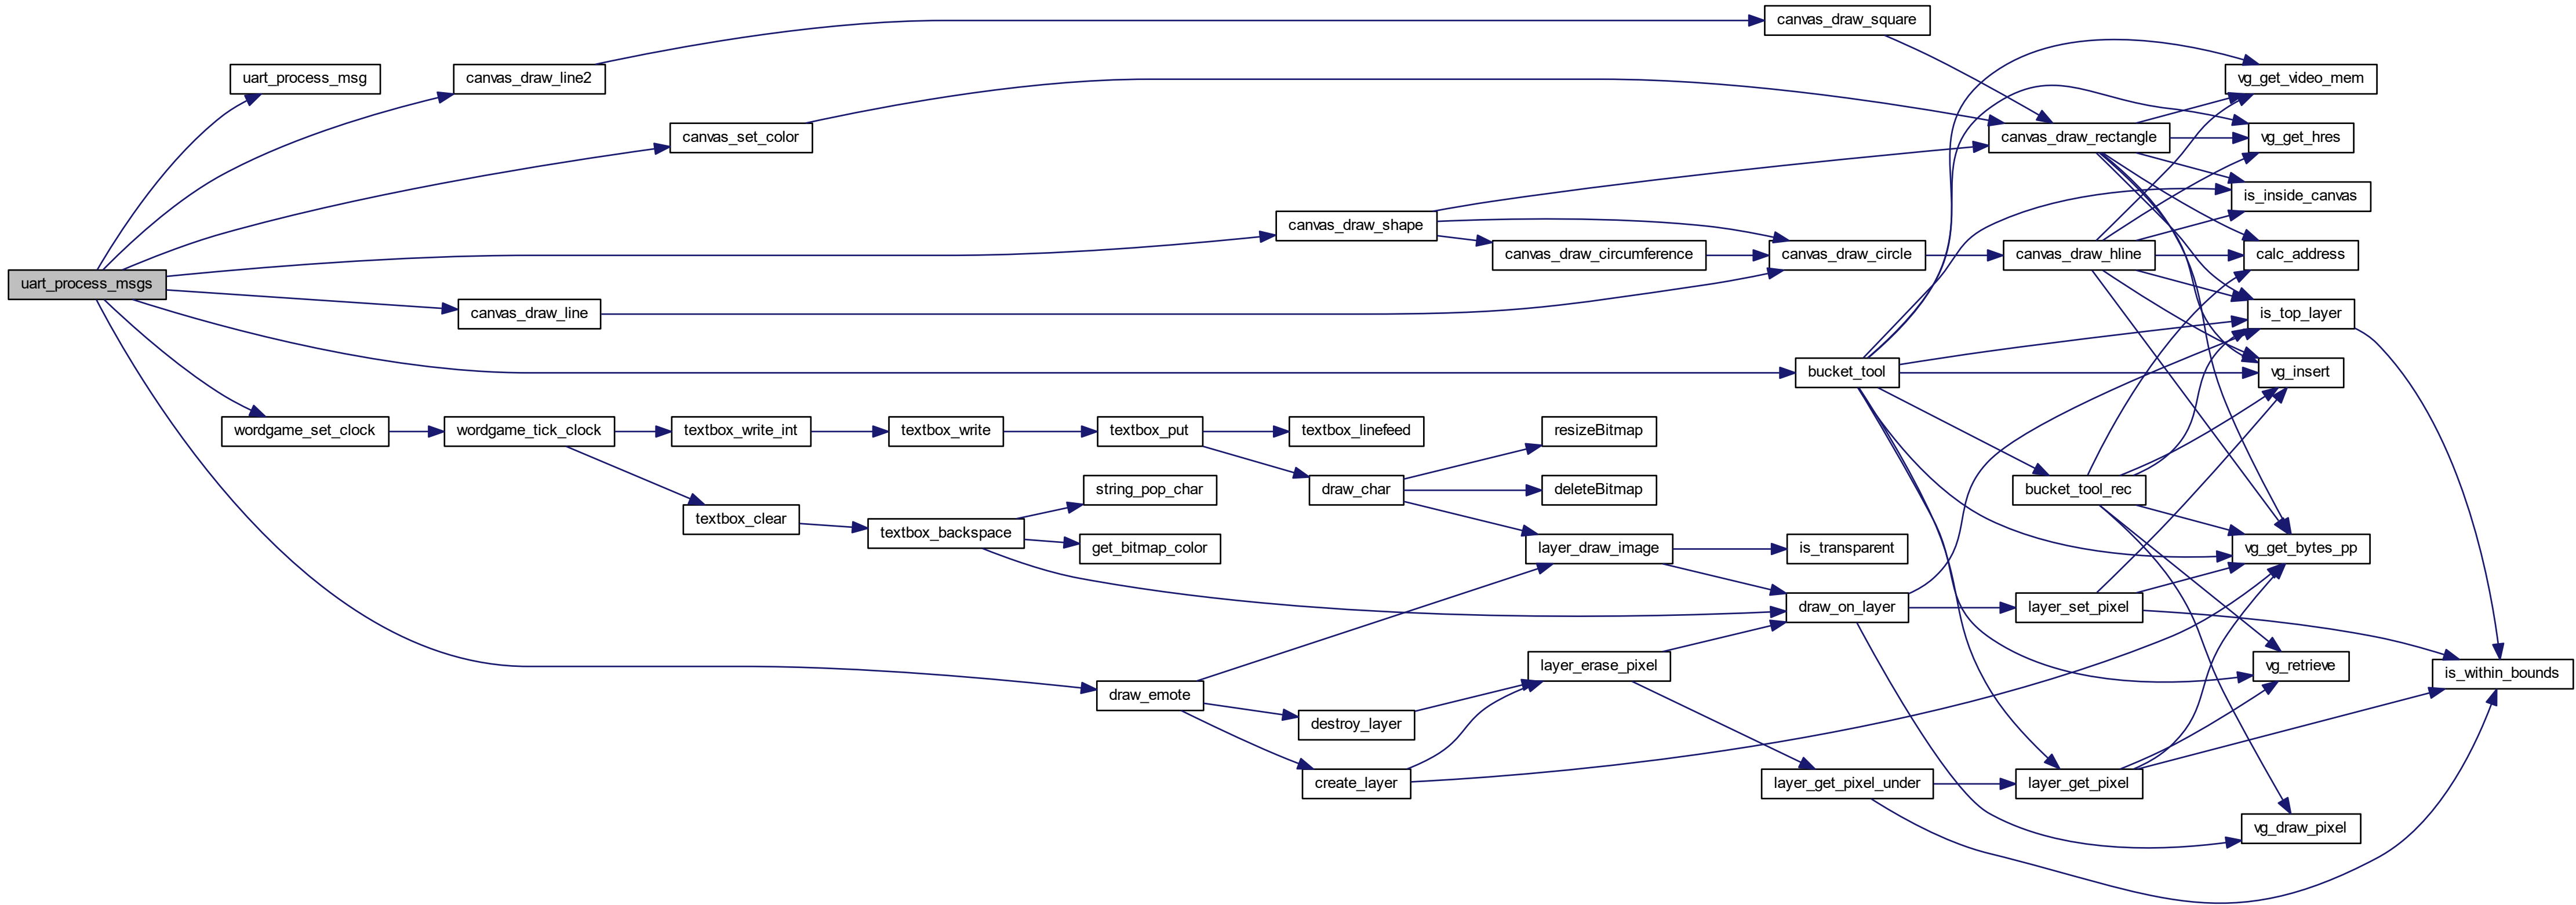 canvas_draw_square
uart_process_msg
canvas_draw_line2
vg_get_video_mem
canvas_set_color
canvas_draw_rectangle
vg_get_hres
is_inside_canvas
canvas_draw_shape
canvas_draw_circumference
canvas_draw_circle
canvas_draw_hline
calc_address
uart_process_msgs
canvas_draw_line
is_top_layer
bucket_tool
vg_insert
wordgame_set_clock
wordgame_tick_clock
textbox_write_int
textbox_write
textbox_put
textbox_linefeed
resizeBitmap
string_pop_char
draw_char
deleteBitmap
bucket_tool_rec
textbox_clear
textbox_backspace
get_bitmap_color
layer_draw_image
is_transparent
vg_get_bytes_pp
draw_on_layer
layer_set_pixel
layer_erase_pixel
vg_retrieve
is_within_bounds
draw_emote
destroy_layer
create_layer
layer_get_pixel_under
layer_get_pixel
vg_draw_pixel